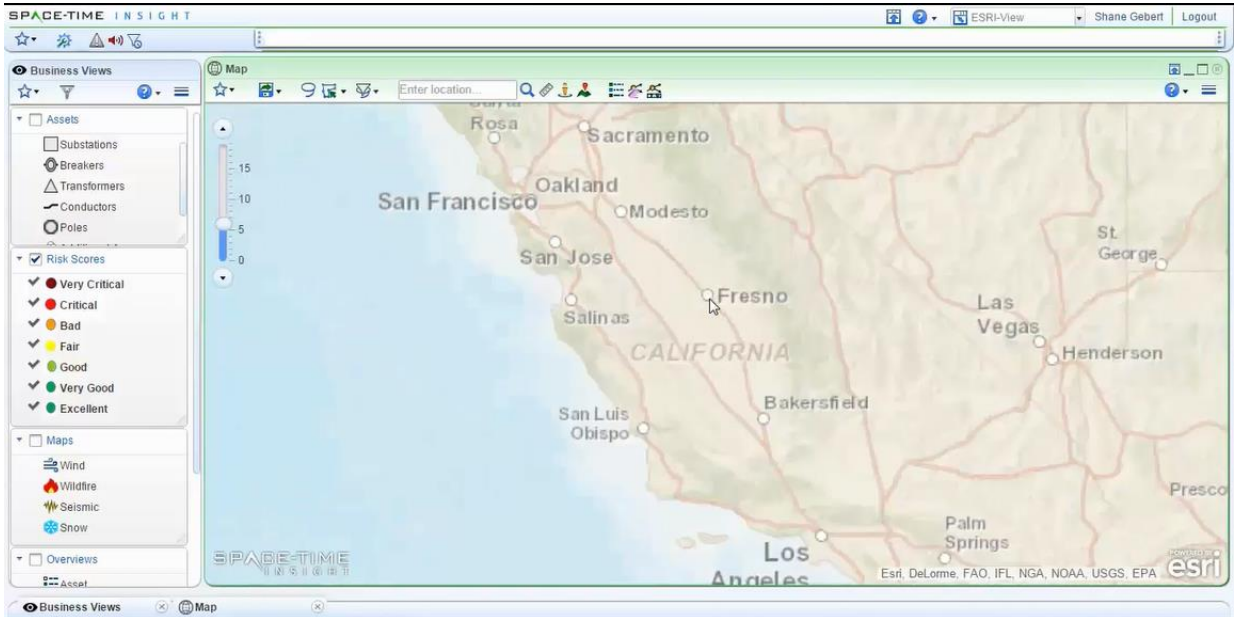 SPACE-TIME INSIGHT
ESRI-View
Shane Gebert
Logout
Business Views
Assets
Substations
Breakers
Transformers
Conductors
Poles
Risk Scores
Very Critical
Critical
Bad
Fair
Good
Very Good
Excellent
Maps
Wind
Wildfire
Seismic
Snow
Overviews
Asset
Map
Enter location...
15
10
5
0
Rosa
Sacramento
Oakland
San Francisco
Modesto
San Jose
St.
George
Fresno
Salinas
Las
Vegas
Henderson
CALIFORNIA
Bakersfield
San Luis
Obispo
Presco
Palm
Springs
Los
Angeles
SPACE-TIME
INSIGHT
Esri, DeLorme, FAO, IFL, NGA, NOAA, USGS, EPA
POWERED BY
esri
Business Views
Map